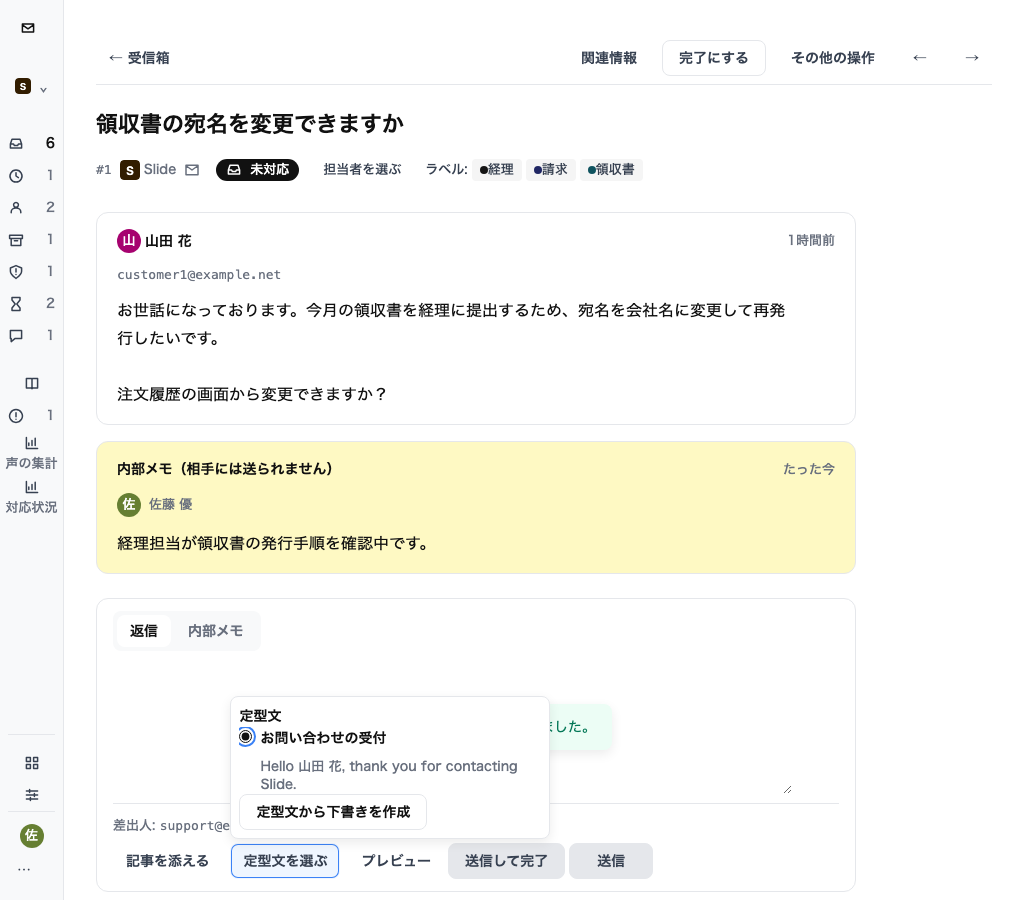 ← 受信箱
関連情報
完了にする
その他の操作
←
→
S
6
1
2
1
1
2
1
1
声の集計
対応状況
佐
…
領収書の宛名を変更できますか
#1 S Slide 未対応 担当者を選ぶ ラベル: 経理 請求 領収書
山 山田 花
1時間前
customer1@example.net
お世話になっております。今月の領収書を経理に提出するため、宛名を会社名に変更して再発
行したいです。
注文履歴の画面から変更できますか？
内部メモ（相手には送られません）
たった今
佐 佐藤 優
経理担当が領収書の発行手順を確認中です。
返信
内部メモ
ました。
定型文
お問い合わせの受付
Hello 山田 花, thank you for contacting
Slide.
定型文から下書きを作成
差出人: support@e
記事を添える
定型文を選ぶ
プレビュー
送信して完了
送信